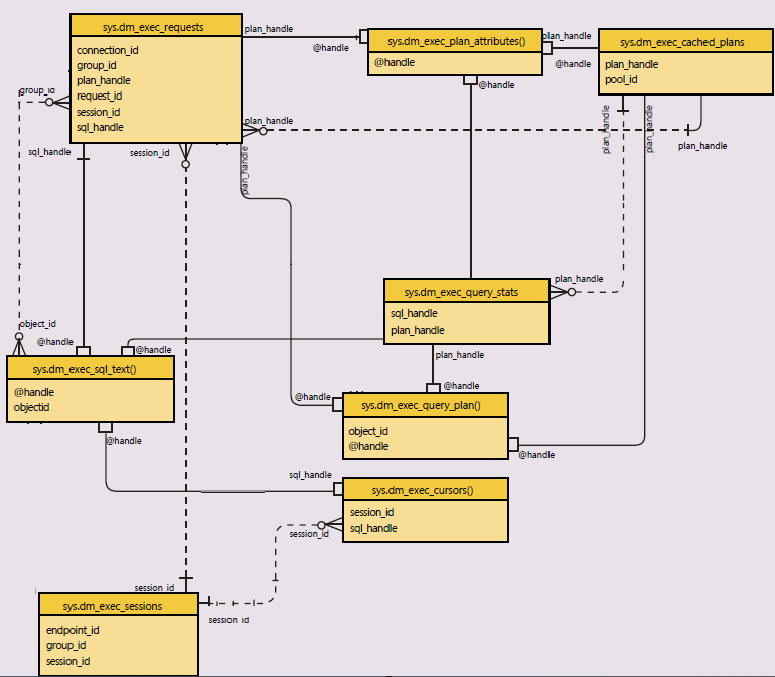 sys.dm_exec_requests
connection_id
group_id
plan_handle
request_id
session_id
sql_handle
plan_handle
@handle
sys.dm_exec_plan_attributes()
@handle
plan_handle
@handle
sys.dm_exec_cached_plans
plan_handle
pool_id
group_id
@handle
plan_handle
plan_handle
plan_handle
plan_handle
sql_handle
session_id
plan_handle
plan_handle
sys.dm_exec_query_stats
sql_handle
plan_handle
object_id
@handle
@handle
plan_handle
sys.dm_exec_sql_text()
@handle
objectid
@handle
@handle
sys.dm_exec_query_plan()
object_id
@handle
@handle
@handle
sql_handle
sys.dm_exec_cursors()
session_id
sql_handle
session_id
session_id
sys.dm_exec_sessions
endpoint_id
group_id
session_id
session_id